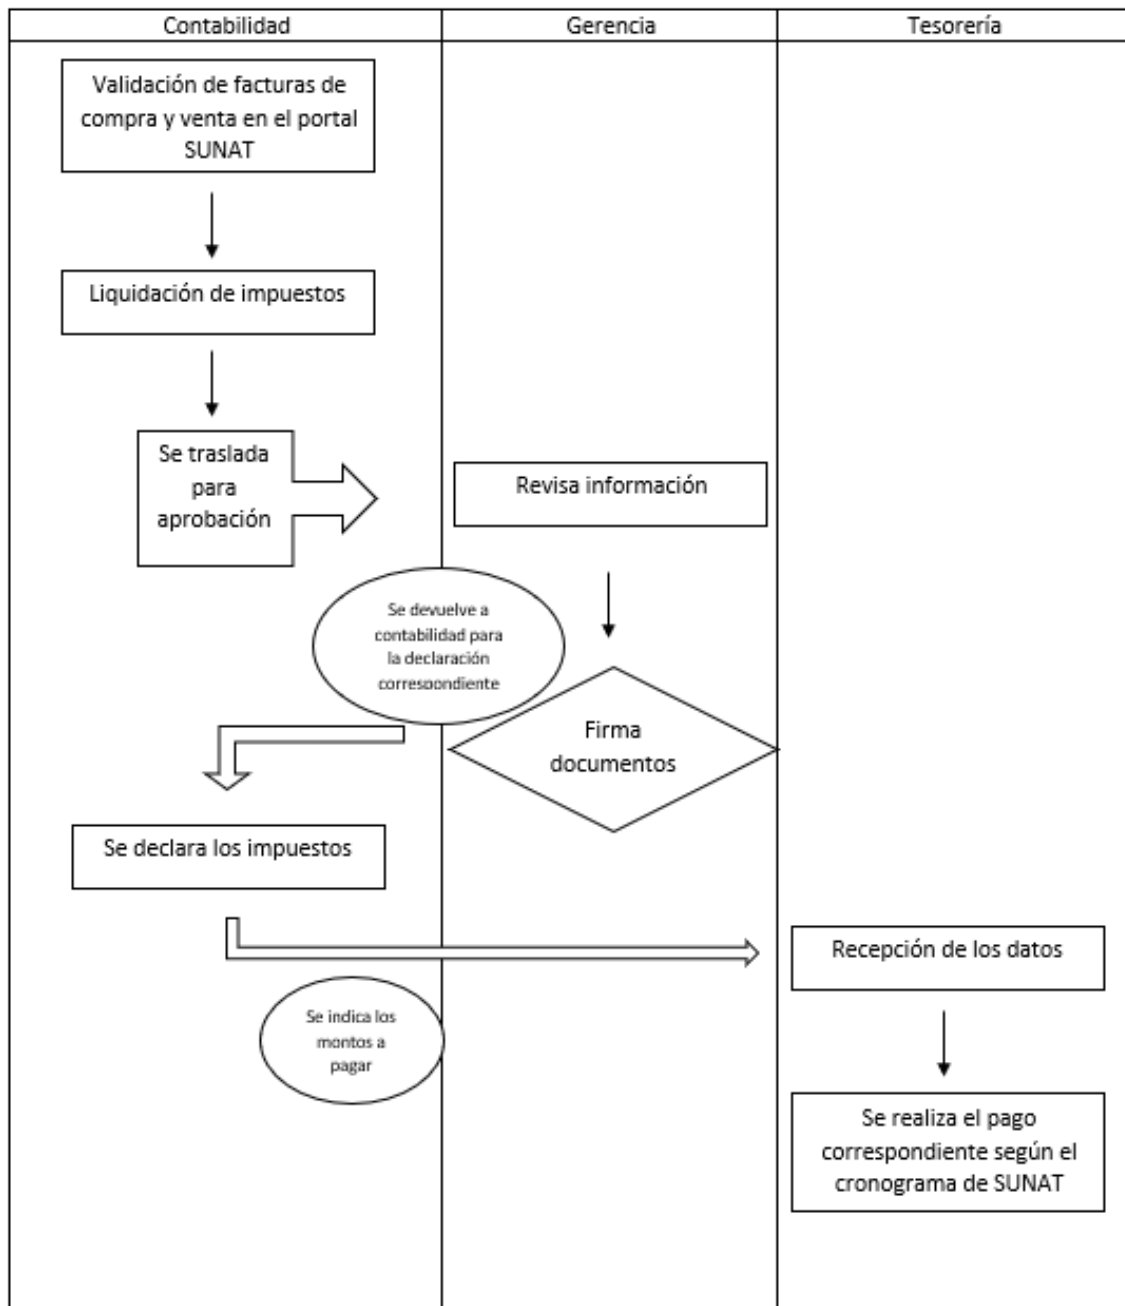 Contabilidad
Gerencia
Tesorería
Validación de facturas de
compra y venta en el portal
SUNAT
Liquidación de impuestos
Se traslada
para
aprobación
Revisa información
Se devuelve a
contabilidad para
la declaración
correspondiente
Firma
documentos
Se declara los impuestos
Recepción de los datos
Se indica los
montos a
pagar
Se realiza el pago
correspondiente según el
cronograma de SUNAT